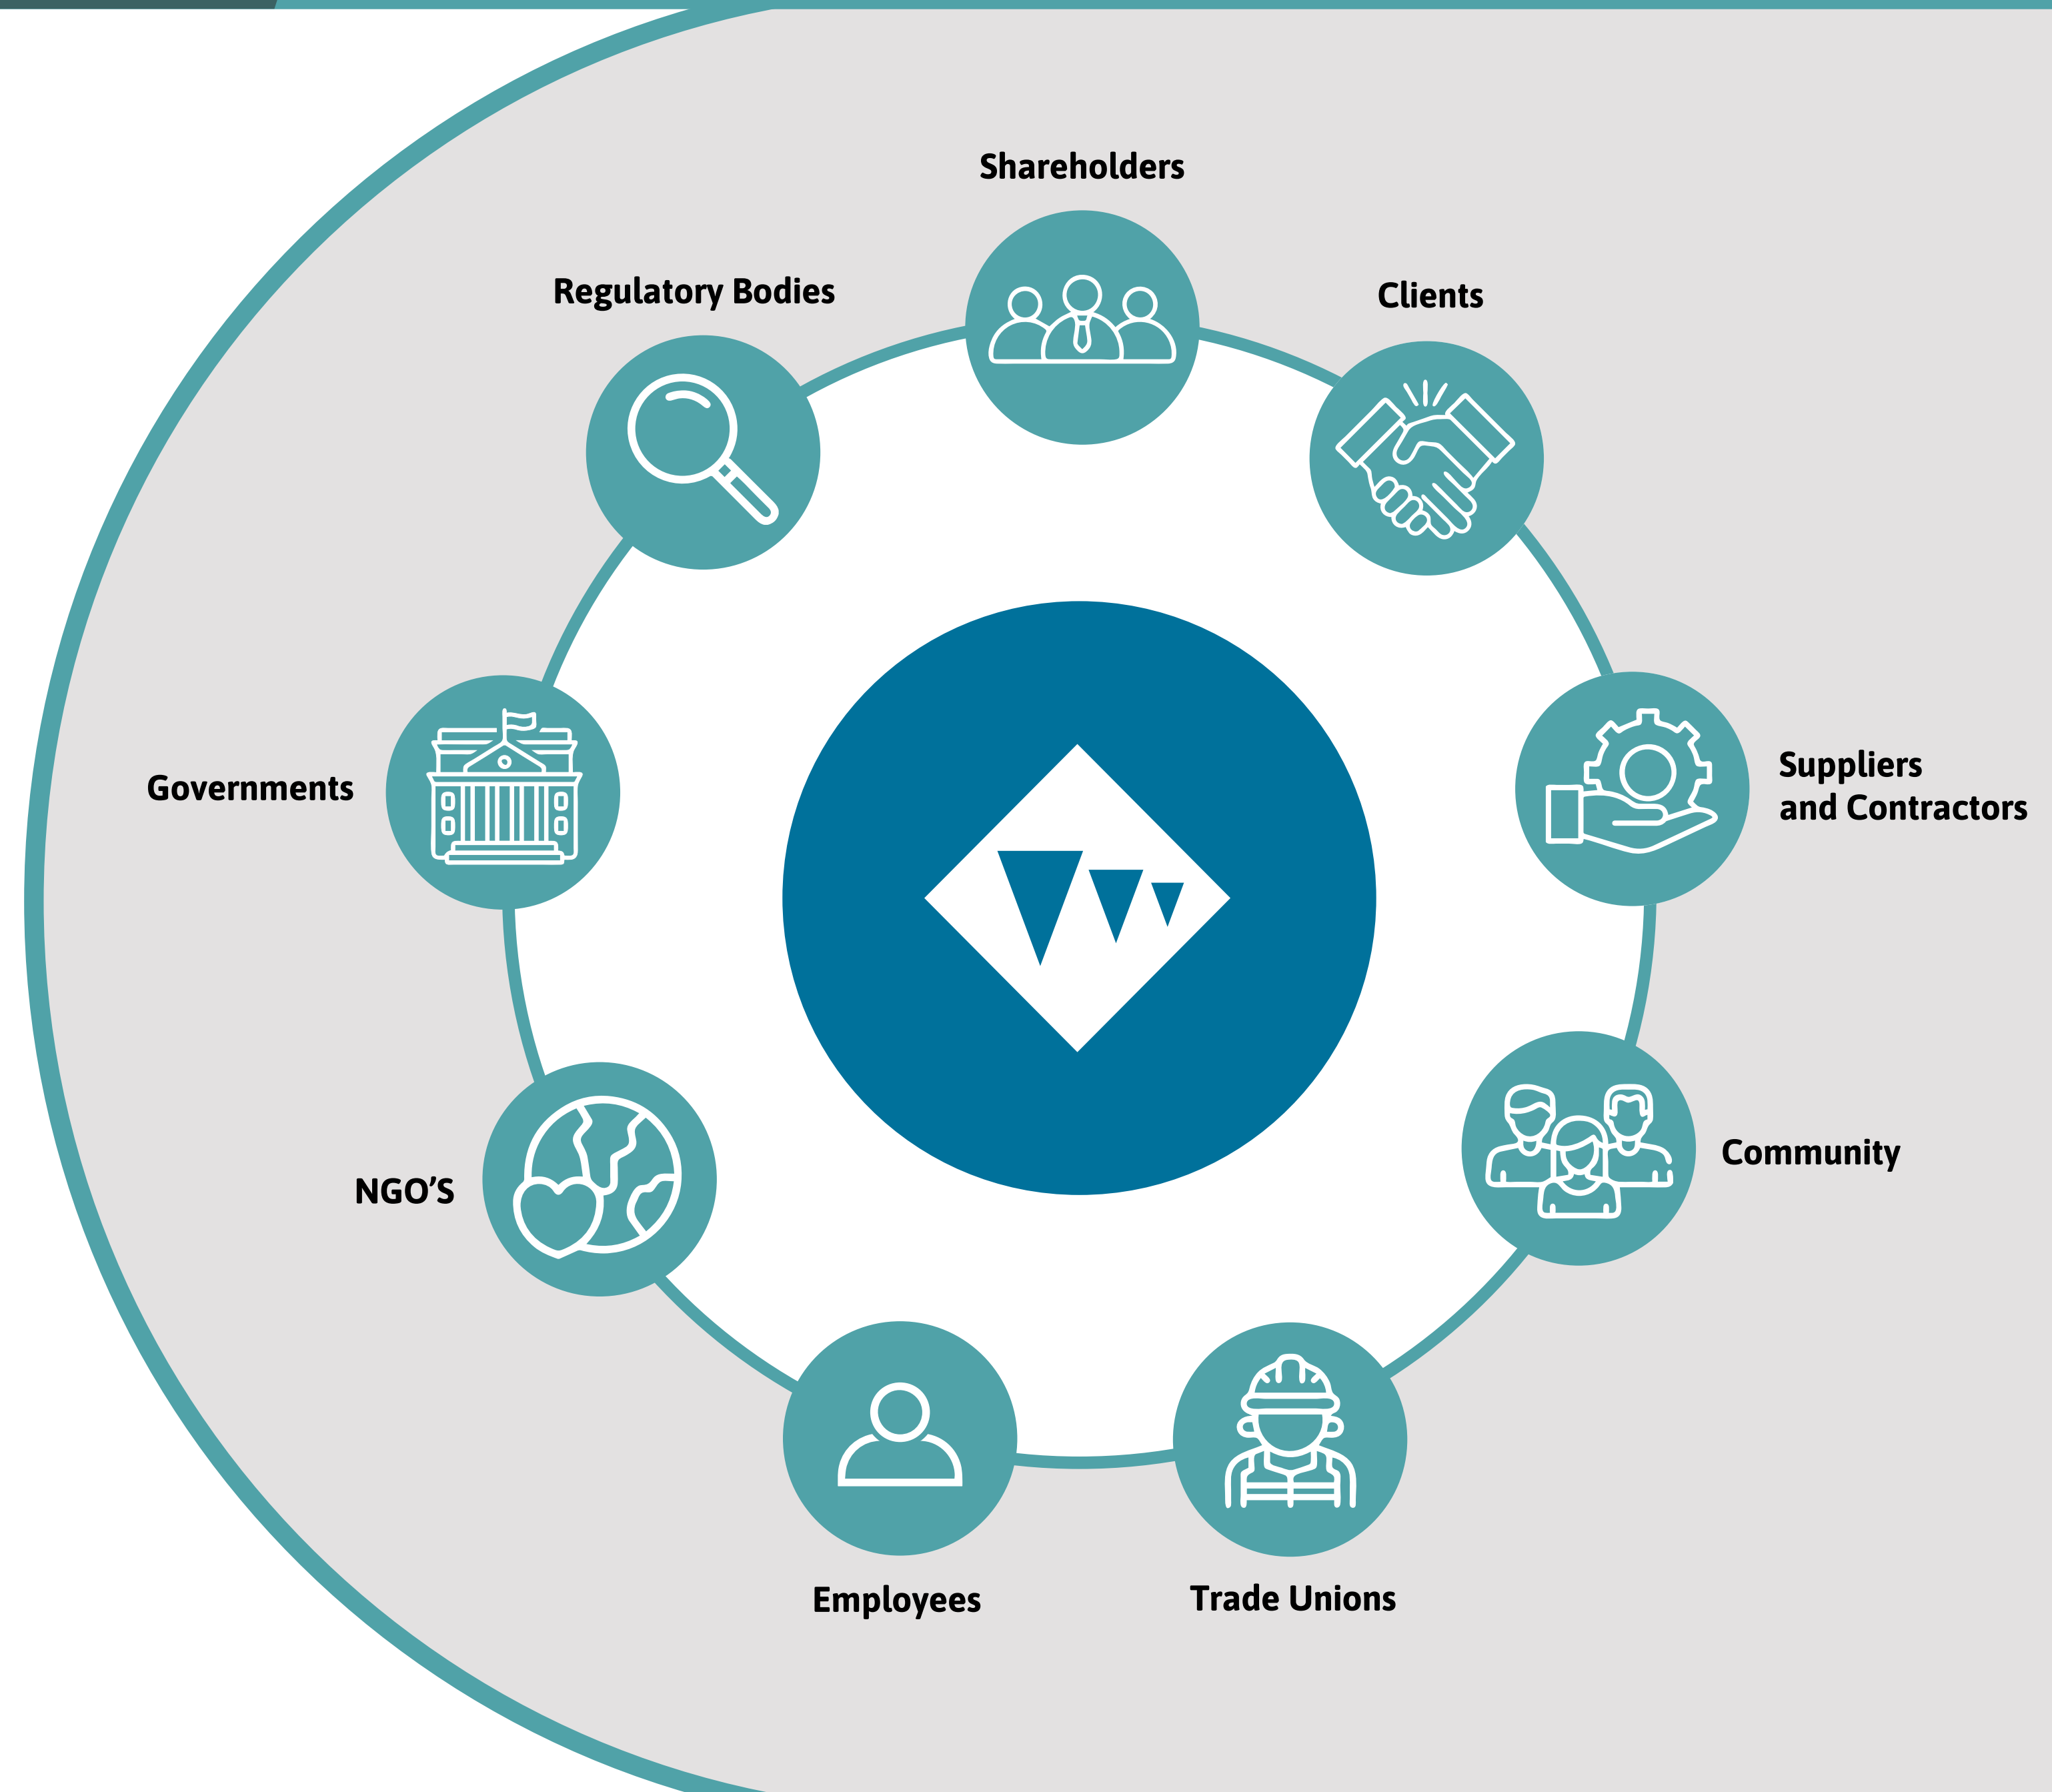 Shareholders
Regulatory Bodies
Clients
Governments
Suppliers
and Contractors
Community
NGO’S
Employees
Trade Unions